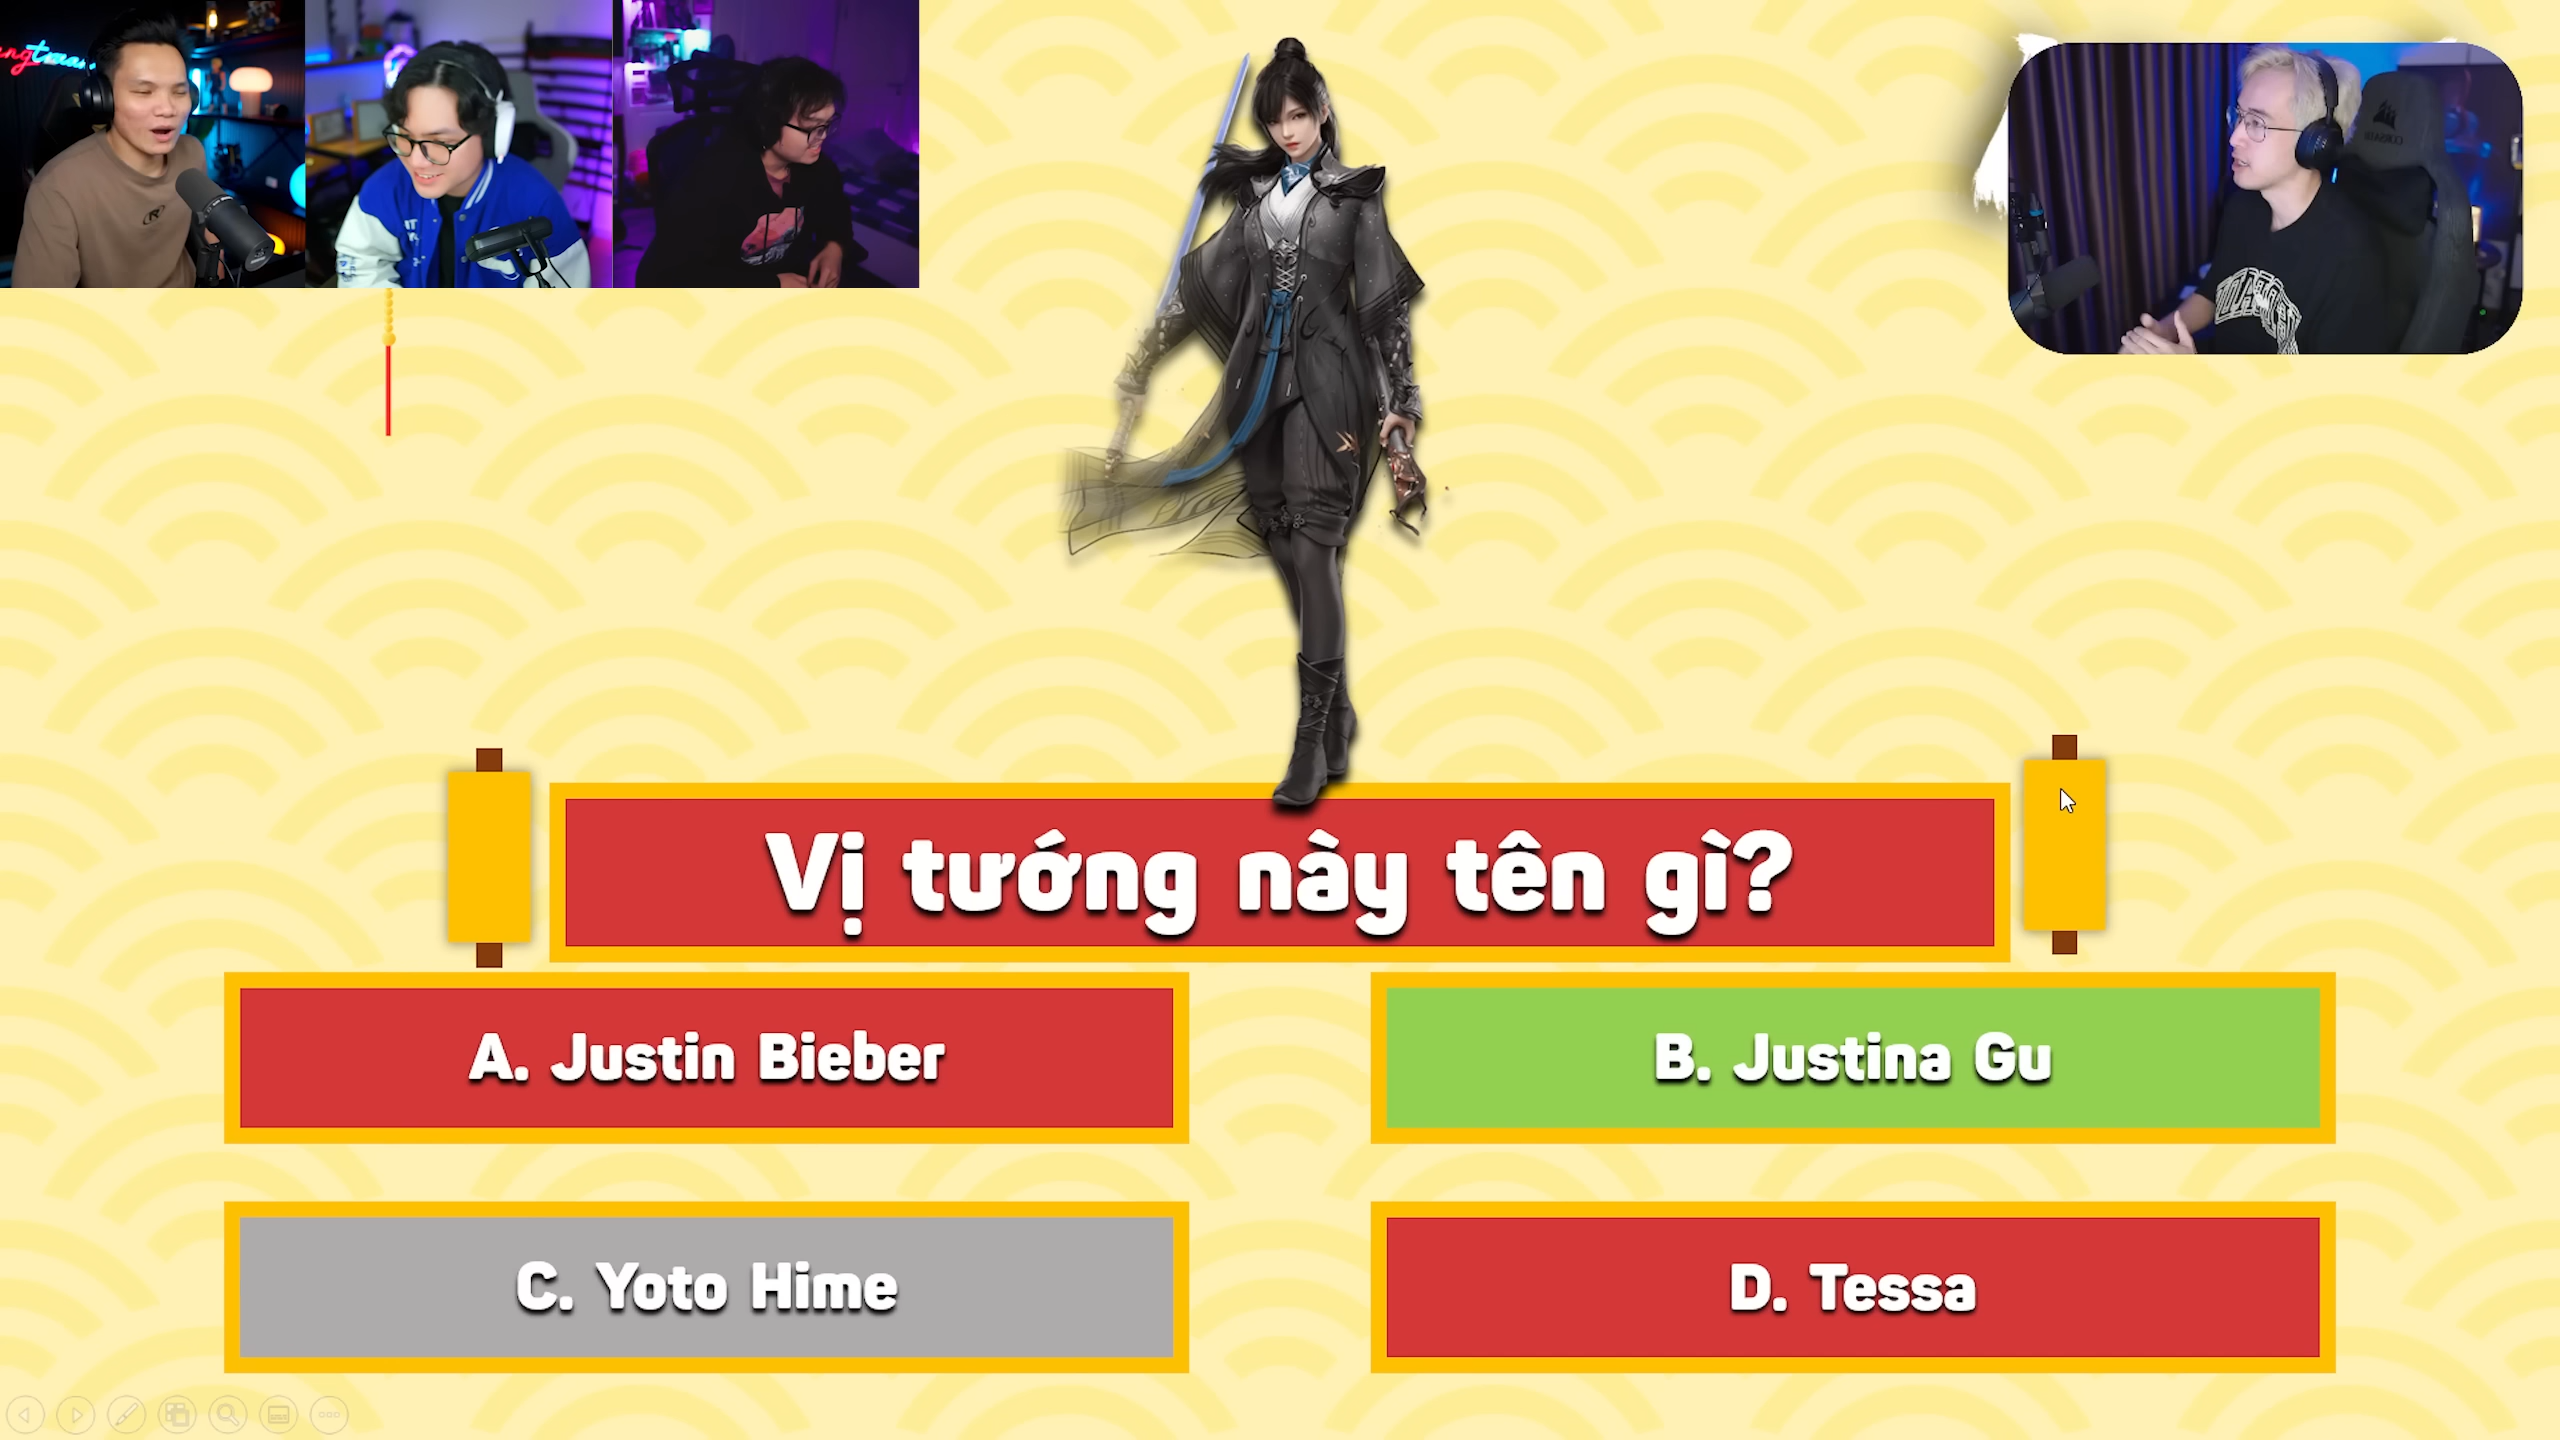 Vị tướng này tên gì?
A. Justin Bieber
B. Justina Gu
C. Yoto Hime
D. Tessa